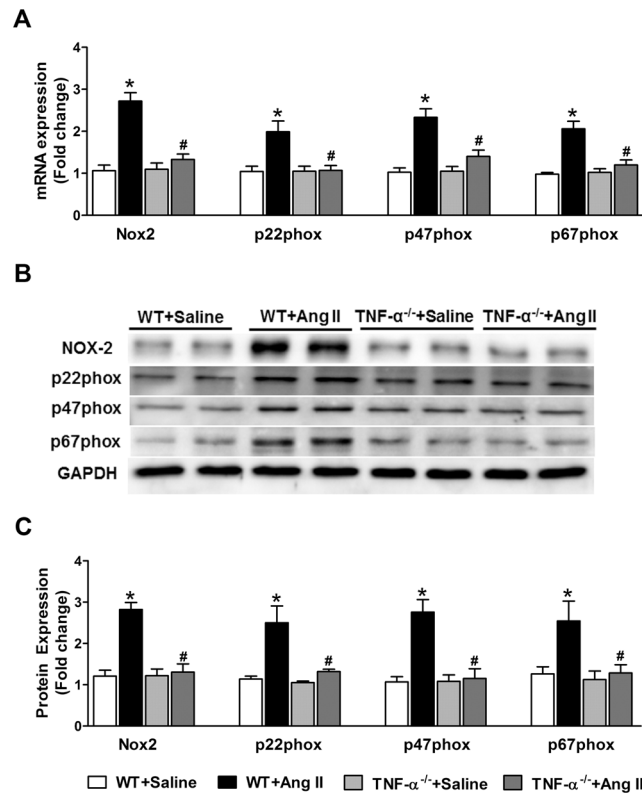 A
mRNA expression
(Fold change)
4
3
2
1
0
*
#
*
#
*
#
*
#
Nox2 p22phox p47phox p67phox
B
WT+Saline WT+Ang II TNF-α-/-+Saline TNF-α-/-+Ang II
NOX-2
p22phox
p47phox
p67phox
GAPDH
C
Protein Expression
(Fold change)
4
3
2
1
0
*
#
*
#
*
#
*
#
Nox2 p22phox p47phox p67phox
WT+Saline WT+Ang II TNF-α-/-+Saline TNF-α-/-+Ang II